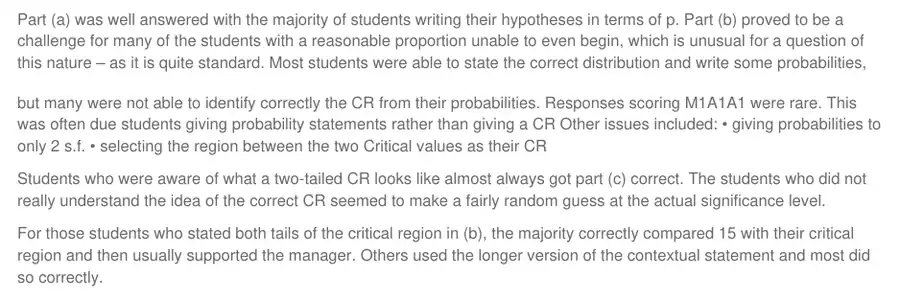 Part (a) was well answered with the majority of students writing their hypotheses in terms of p. Part (b) proved to be a
challenge for many of the students with a reasonable proportion unable to even begin, which is unusual for a question of
this nature – as it is quite standard. Most students were able to state the correct distribution and write some probabilities,
but many were not able to identify correctly the CR from their probabilities. Responses scoring M1A1A1 were rare. This
was often due students giving probability statements rather than giving a CR Other issues included: • giving probabilities to
only 2 s.f. • selecting the region between the two Critical values as their CR
Students who were aware of what a two-tailed CR looks like almost always got part (c) correct. The students who did not
really understand the idea of the correct CR seemed to make a fairly random guess at the actual significance level.
For those students who stated both tails of the critical region in (b), the majority correctly compared 15 with their critical
region and then usually supported the manager. Others used the longer version of the contextual statement and most did
so correctly.